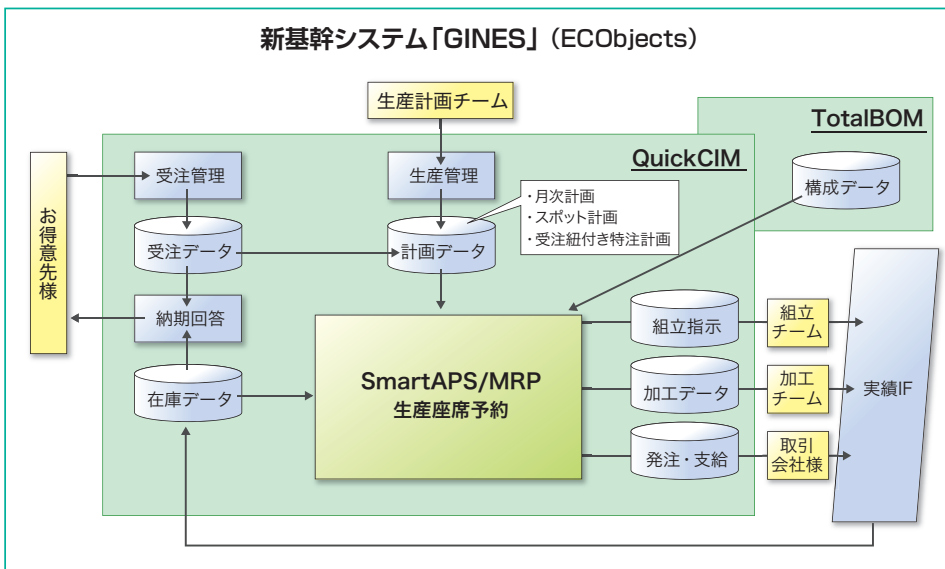 新基幹システム「GINES」（ECObjects）
生産計画チーム
TotalBOM
QuickCIM
受注管理
生産管理
構成データ
・月次計画
・スポット計画
・受注紐付き特注計画
お得意先様
受注データ
計画データ
納期回答
組立指示
組立
チーム
SmartAPS/MRP
生産座席予約
在庫データ
加工データ
加工
チーム
実績IF
発注・支給
取引
会社様